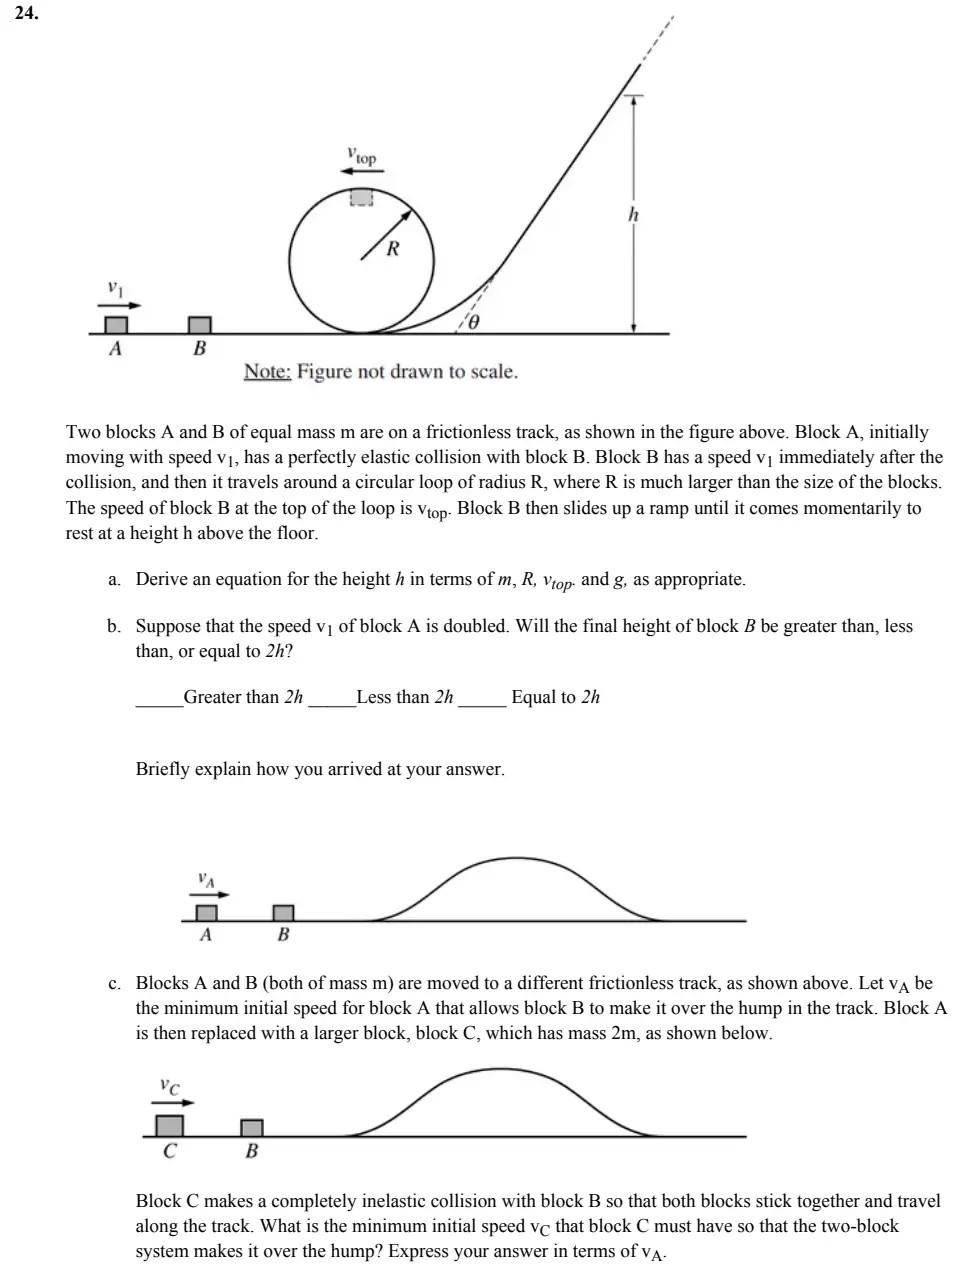 24.
vtop
R
h
v1
θ
A B
Note: Figure not drawn to scale.
Two blocks A and B of equal mass m are on a frictionless track, as shown in the figure above. Block A, initially
moving with speed v1, has a perfectly elastic collision with block B. Block B has a speed v1 immediately after the
collision, and then it travels around a circular loop of radius R, where R is much larger than the size of the blocks.
The speed of block B at the top of the loop is vtop. Block B then slides up a ramp until it comes momentarily to
rest at a height h above the floor.
a. Derive an equation for the height h in terms of m, R, vtop. and g, as appropriate.
b. Suppose that the speed v1 of block A is doubled. Will the final height of block B be greater than, less
than, or equal to 2h?
_____Greater than 2h _____Less than 2h _____ Equal to 2h
Briefly explain how you arrived at your answer.
vA
A B
c. Blocks A and B (both of mass m) are moved to a different frictionless track, as shown above. Let vA be
the minimum initial speed for block A that allows block B to make it over the hump in the track. Block A
is then replaced with a larger block, block C, which has mass 2m, as shown below.
vC
C B
Block C makes a completely inelastic collision with block B so that both blocks stick together and travel
along the track. What is the minimum initial speed vC that block C must have so that the two-block
system makes it over the hump? Express your answer in terms of vA.